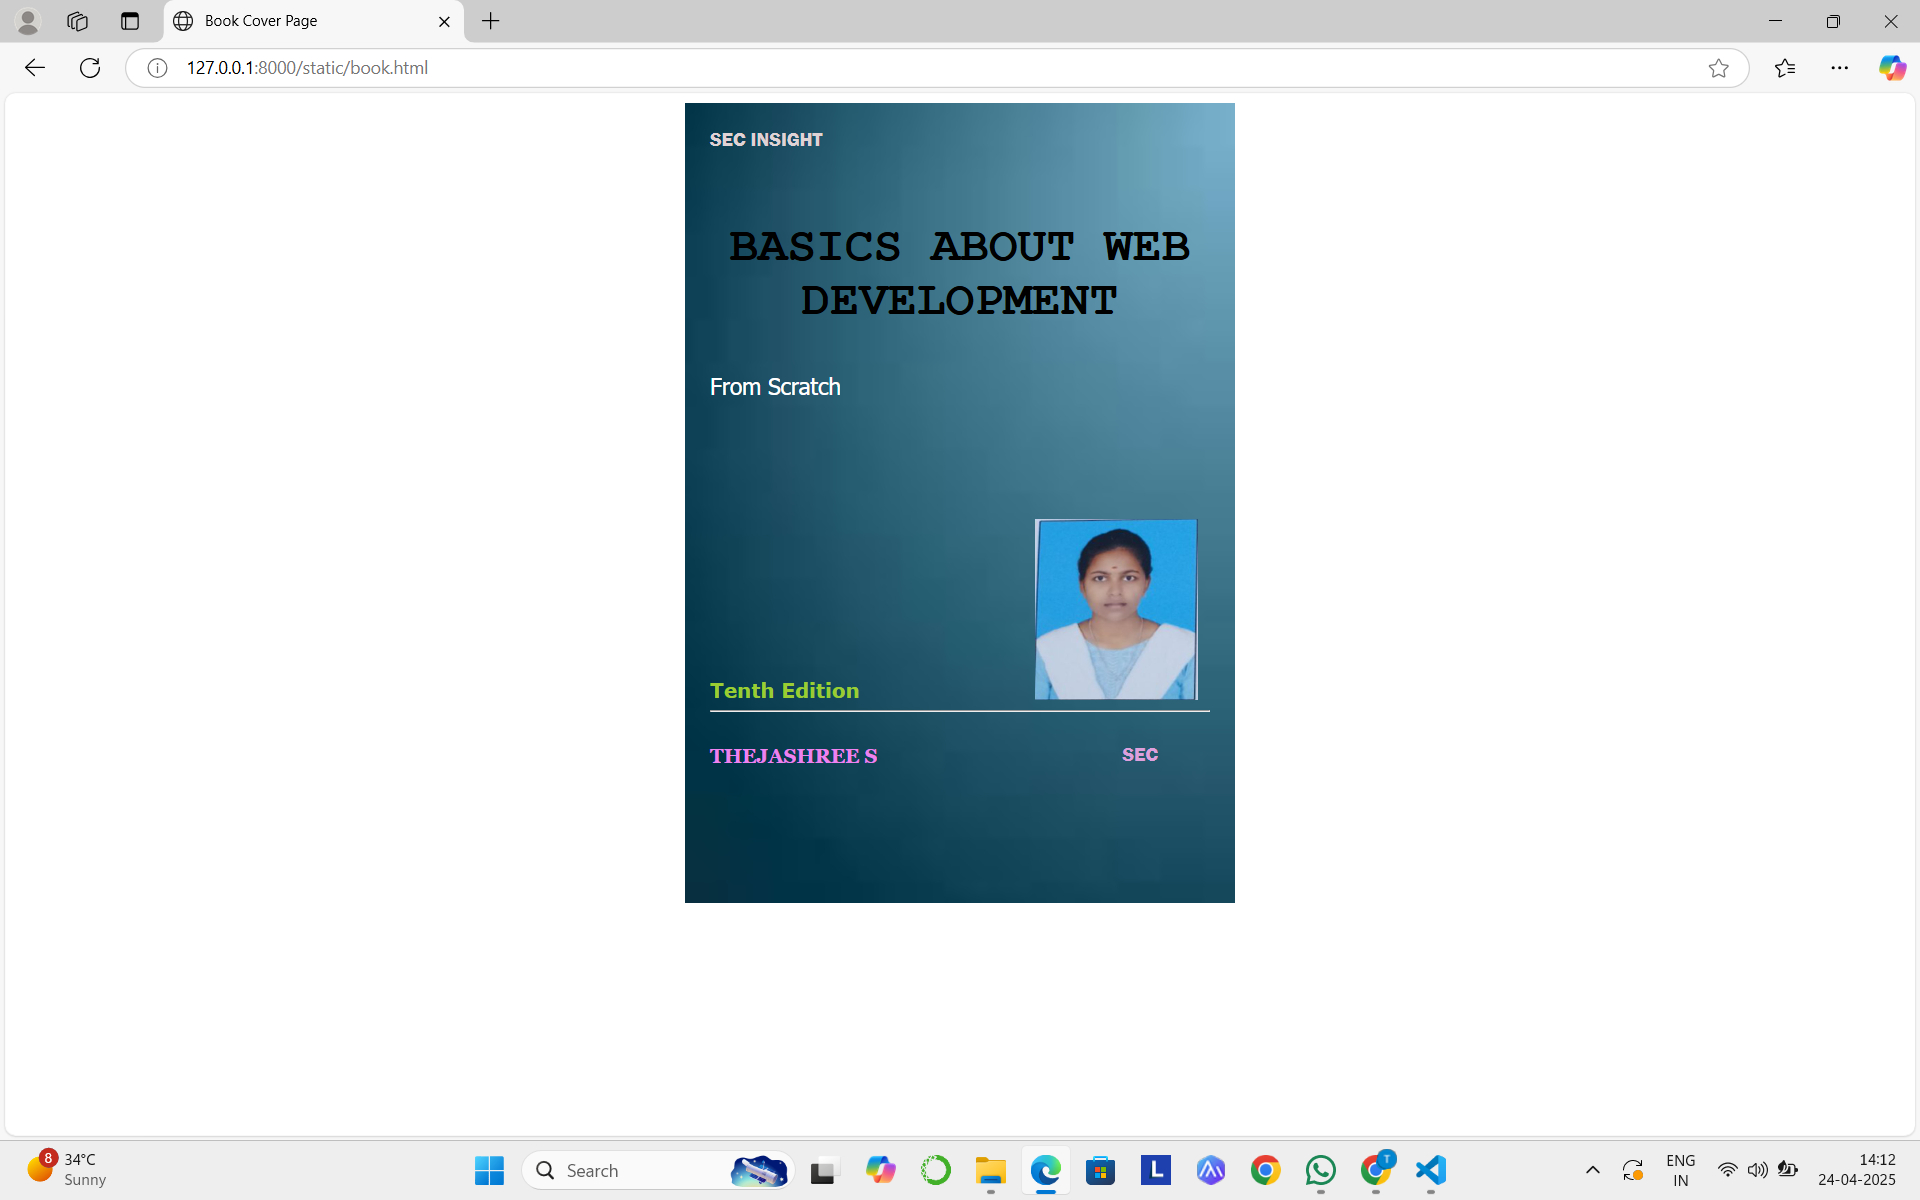 Book Cover Page
127.0.0.1:8000/static/book.html
SEC INSIGHT
BASICS ABOUT WEB
DEVELOPMENT
From Scratch
Tenth Edition
THEJASHREE S
SEC
8
34°C
Sunny
Search
L
T
ENG
IN
14:12
24-04-2025